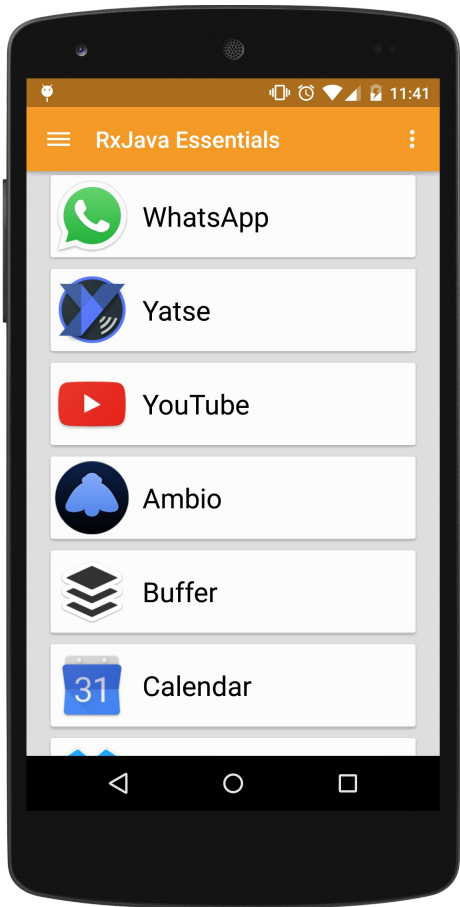 11:41
RxJava Essentials
WhatsApp
Yatse
YouTube
Ambio
Buffer
31
Calendar